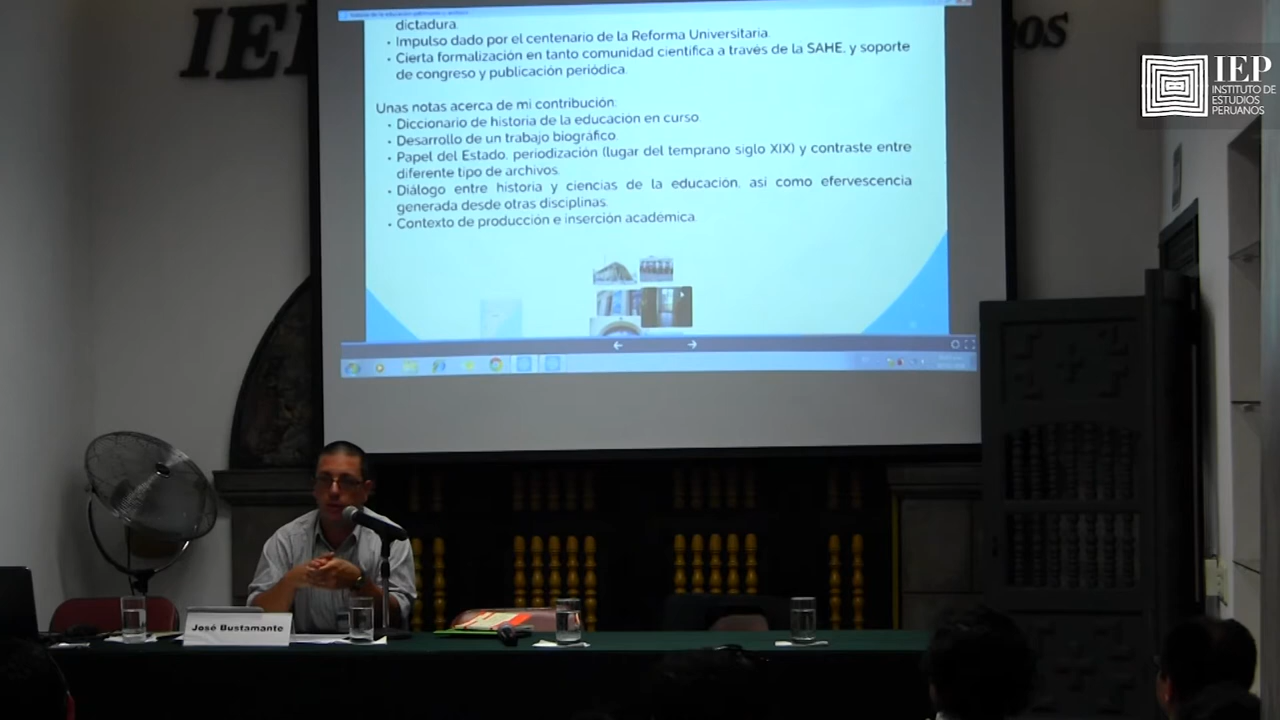 IEP
dictadura.
• Impulso dado por el centenario de la Reforma Universitaria.
• Cierta formalización en tanto comunidad científica a través de la SAHE, y soporte
de congreso y publicación periódica.
Unas notas acerca de mi contribución:
• Diccionario de historia de la educación en curso.
• Desarrollo de un trabajo biográfico.
• Papel del Estado, periodización (lugar del temprano siglo XIX) y contraste entre
diferente tipo de archivos.
• Diálogo entre historia y ciencias de la educación, así como efervescencia
generada desde otras disciplinas.
• Contexto de producción e inserción académica.
IEP
INSTITUTO DE
ESTUDIOS
PERUANOS
José Bustamante